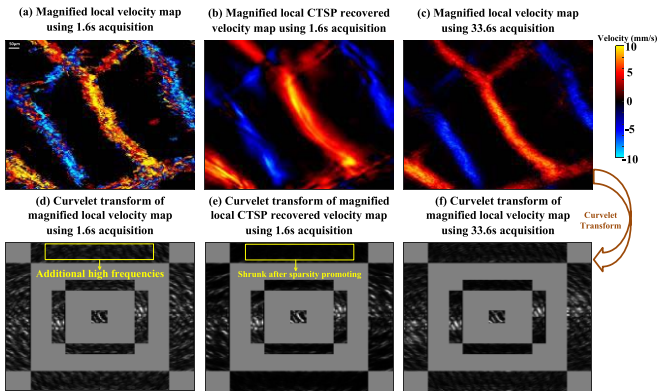 (a) Magnified local velocity map
using 1.6s acquisition
(b) Magnified local CTSP recovered
velocity map using 1.6s acquisition
(c) Magnified local velocity map
using 33.6s acquisition
Velocity (mm/s)
50μm
10
5
0
-5
-10
(d) Curvelet transform of
magnified local velocity map
using 1.6s acquisition
(e) Curvelet transform of magnified
local CTSP recovered velocity map
using 1.6s acquisition
(f) Curvelet transform of
magnified local velocity map
using 33.6s acquisition
Curvelet
Transform
Additional high frequencies
Shrunk after sparsity promoting